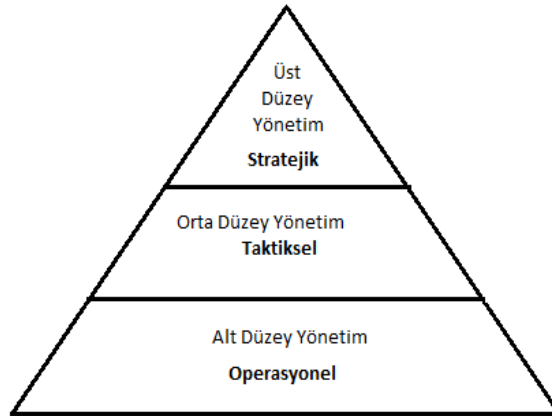 Üst
Düzey
Yönetim
Stratejik
Orta Düzey Yönetim
Taktiksel
Alt Düzey Yönetim
Operasyonel